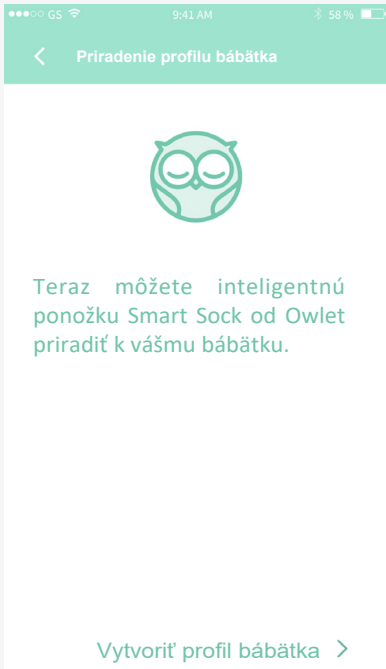 ●●●○○ GS 9:41 AM 58 %
Priradenie profilu bábätka
Teraz môžete inteligentnú
ponožku Smart Sock od Owlet
priradiť k vášmu bábätku.
Vytvoriť profil bábätka